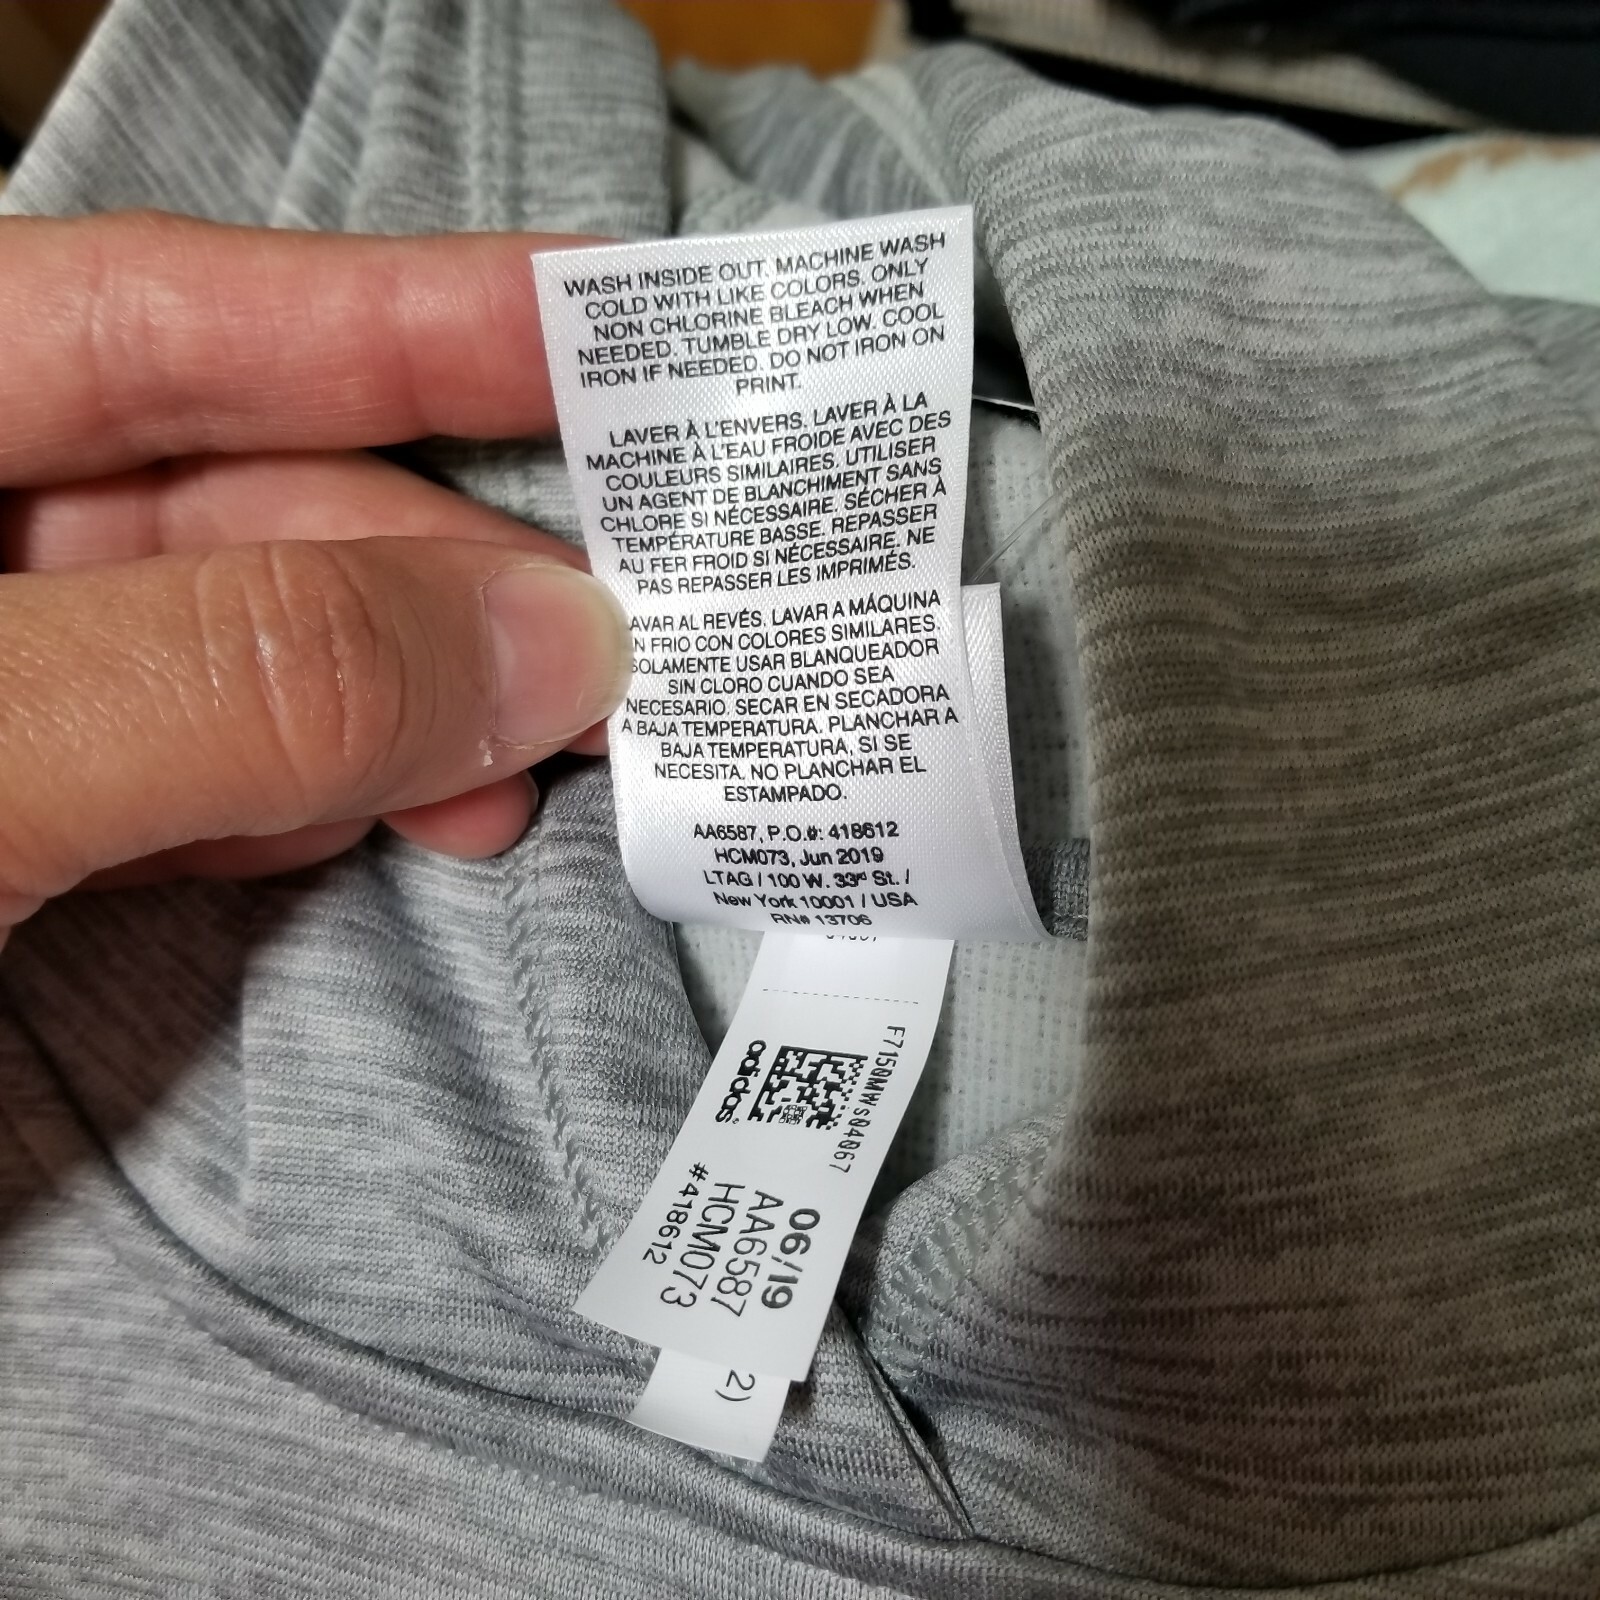 WASH INSIDE OUT. MACHINE WASH
COLD WITH LIKE COLORS. ONLY
NON CHLORINE BLEACH WHEN
NEEDED. TUMBLE DRY LOW. COOL
IRON IF NEEDED. DO NOT IRON ON
PRINT.
LAVER À L'ENVERS. LAVER À LA
MACHINE À L'EAU FROIDE AVEC DES
COULEURS SIMILAIRES. UTILISER
UN AGENT DE BLANCHIMENT SANS
CHLORE SI NÉCESSAIRE. SÉCHER À
TEMPÉRATURE BASSE. REPASSER
AU FER FROID SI NÉCESSAIRE. NE
PAS REPASSER LES IMPRIMÉS.
AVAR AL REVÉS. LAVAR A MÁQUINA
N FRIO CON COLORES SIMILARES.
SOLAMENTE USAR BLANQUEADOR
SIN CLORO CUANDO SEA
NECESARIO. SECAR EN SECADORA
A BAJA TEMPERATURA. PLANCHAR A
BAJA TEMPERATURA, SI SE
NECESITA. NO PLANCHAR EL
ESTAMPADO.
AA6587, P.O.#: 418612
HCM073, Jun 2019
LTAG / 100 W. 33rd St. /
New York 10001 / USA
RN# 13706
F7150MWS04067
adidas
06/19
AA6587
HCM073
#418612
2)